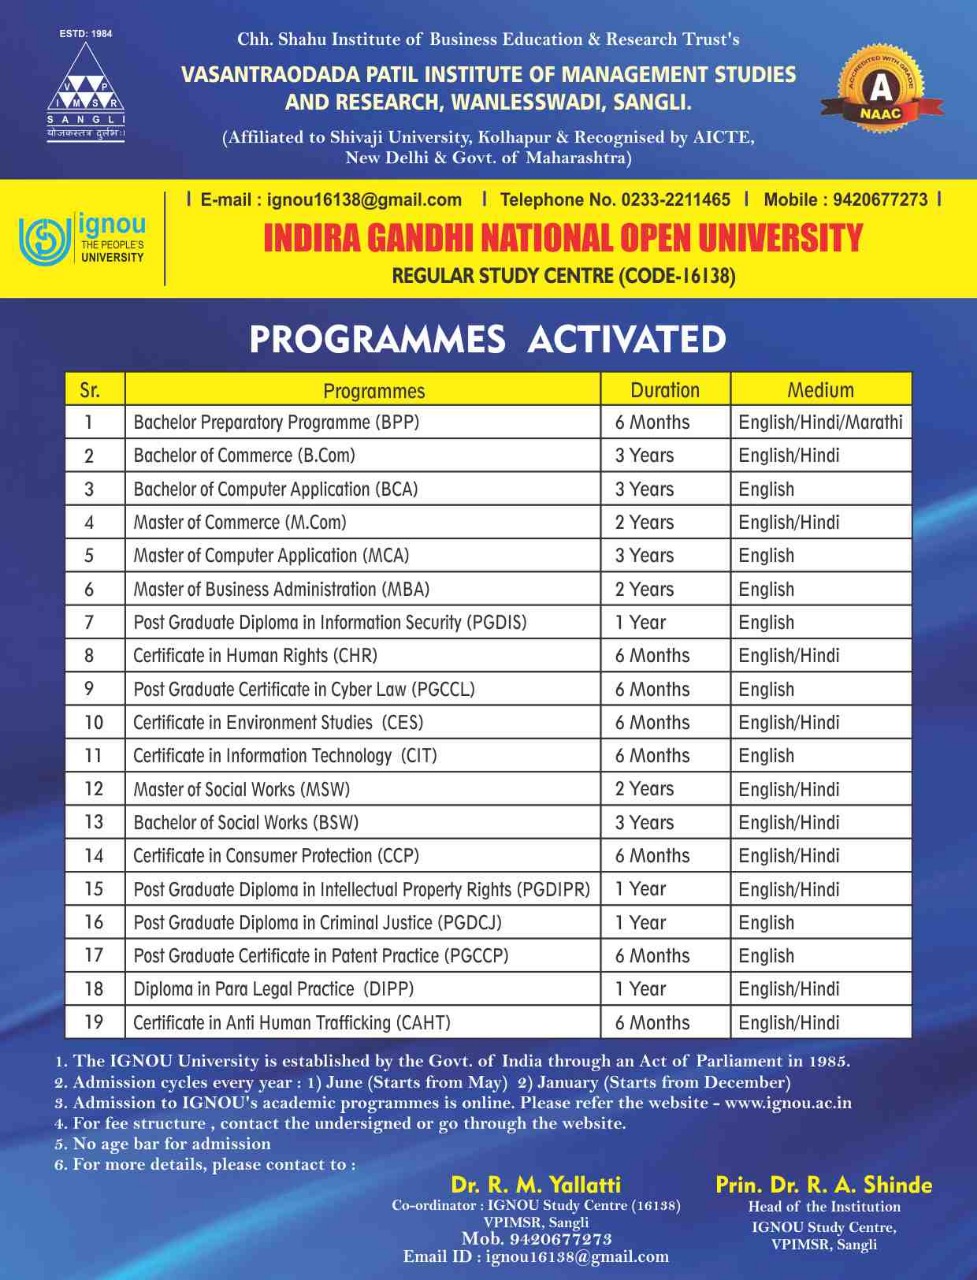 ESTD: 1984
V P
I M S R
S A N G L I
योजकस्तत्र दुर्लभः।
Chh. Shahu Institute of Business Education & Research Trust's
VASANTRAODADA PATIL INSTITUTE OF MANAGEMENT STUDIES
AND RESEARCH, WANLESSWADI, SANGLI.
(Affiliated to Shivaji University, Kolhapur & Recognised by AICTE,
New Delhi & Govt. of Maharashtra)
ACCREDITED WITH GRADE
A
NAAC
ignou
THE PEOPLE'S
UNIVERSITY
| E-mail : ignou16138@gmail.com | Telephone No. 0233-2211465 | Mobile : 9420677273 |
INDIRA GANDHI NATIONAL OPEN UNIVERSITY
REGULAR STUDY CENTRE (CODE-16138)
PROGRAMMES ACTIVATED
Sr. Programmes Duration Medium
1 Bachelor Preparatory Programme (BPP) 6 Months English/Hindi/Marathi
2 Bachelor of Commerce (B.Com) 3 Years English/Hindi
3 Bachelor of Computer Application (BCA) 3 Years English
4 Master of Commerce (M.Com) 2 Years English/Hindi
5 Master of Computer Application (MCA) 3 Years English
6 Master of Business Administration (MBA) 2 Years English
7 Post Graduate Diploma in Information Security (PGDIS) 1 Year English
8 Certificate in Human Rights (CHR) 6 Months English/Hindi
9 Post Graduate Certificate in Cyber Law (PGCCL) 6 Months English
10 Certificate in Environment Studies (CES) 6 Months English/Hindi
11 Certificate in Information Technology (CIT) 6 Months English
12 Master of Social Works (MSW) 2 Years English/Hindi
13 Bachelor of Social Works (BSW) 3 Years English/Hindi
14 Certificate in Consumer Protection (CCP) 6 Months English/Hindi
15 Post Graduate Diploma in Intellectual Property Rights (PGDIPR) 1 Year English/Hindi
16 Post Graduate Diploma in Criminal Justice (PGDCJ) 1 Year English
17 Post Graduate Certificate in Patent Practice (PGCCP) 6 Months English
18 Diploma in Para Legal Practice (DIPP) 1 Year English/Hindi
19 Certificate in Anti Human Trafficking (CAHT) 6 Months English/Hindi
1. The IGNOU University is established by the Govt. of India through an Act of Parliament in 1985.
2. Admission cycles every year : 1) June (Starts from May) 2) January (Starts from December)
3. Admission to IGNOU's academic programmes is online. Please refer the website - www.ignou.ac.in
4. For fee structure , contact the undersigned or go through the website.
5. No age bar for admission
6. For more details, please contact to :
Dr. R. M. Yallatti
Co-ordinator : IGNOU Study Centre (16138)
VPIMSR, Sangli
Mob. 9420677273
Email ID : ignou16138@gmail.com
Prin. Dr. R. A. Shinde
Head of the Institution
IGNOU Study Centre,
VPIMSR, Sangli